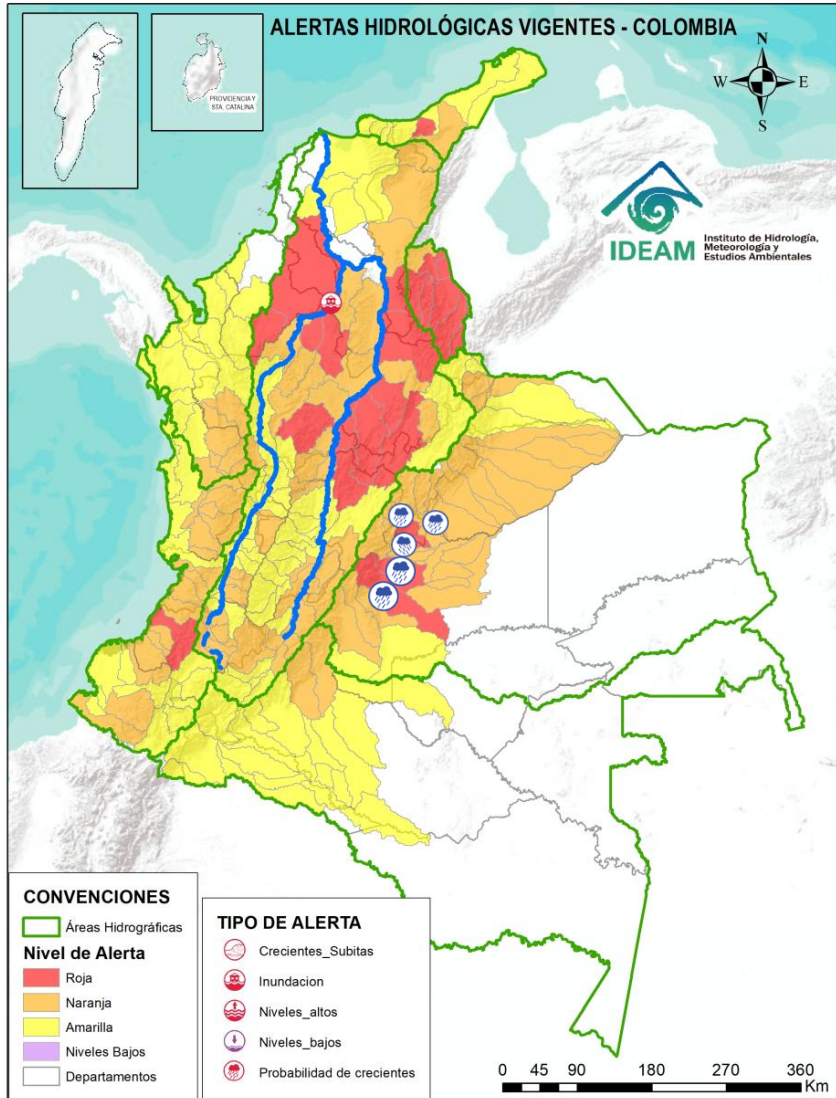 ALERTAS HIDROLÓGICAS VIGENTES - COLOMBIA
PROVIDENCIA Y
STA. CATALINA
N
W
E
S
IDEAM
Instituto de Hidrología,
Meteorología y
Estudios Ambientales
CONVENCIONES
Áreas Hidrográficas
Nivel de Alerta
Roja
Naranja
Amarilla
Niveles Bajos
Departamentos
TIPO DE ALERTA
Crecientes_Subitas
Inundacion
Niveles_altos
Niveles_bajos
Probabilidad de crecientes
0 45 90 180 270 360
Km